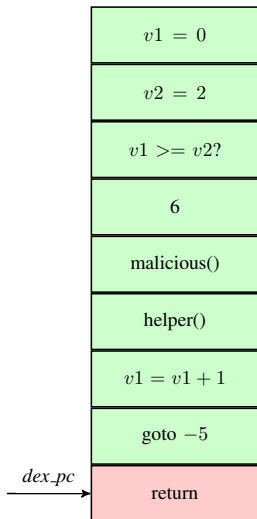 v1 = 0
v2 = 2
v1 >= v2?
6
malicious()
helper()
v1 = v1 + 1
goto −5
dex_pc
return